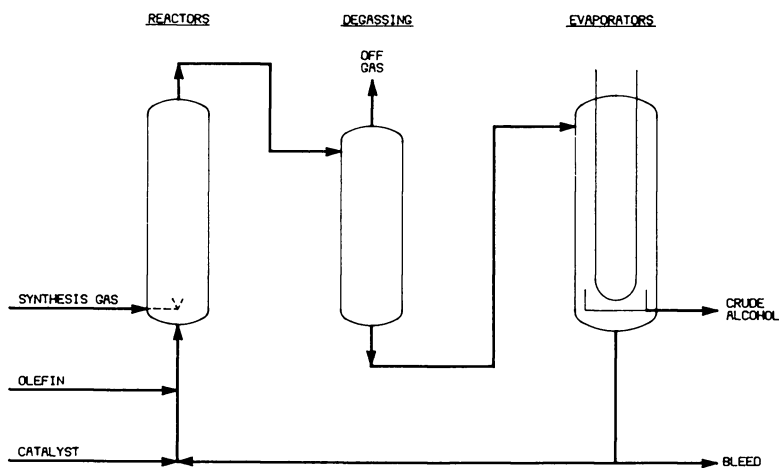 REACTORS
DEGASSING
EVAPORATORS
OFF
GAS
SYNTHESIS GAS
CRUDE
ALCOHOL
OLEFIN
CATALYST
BLEED